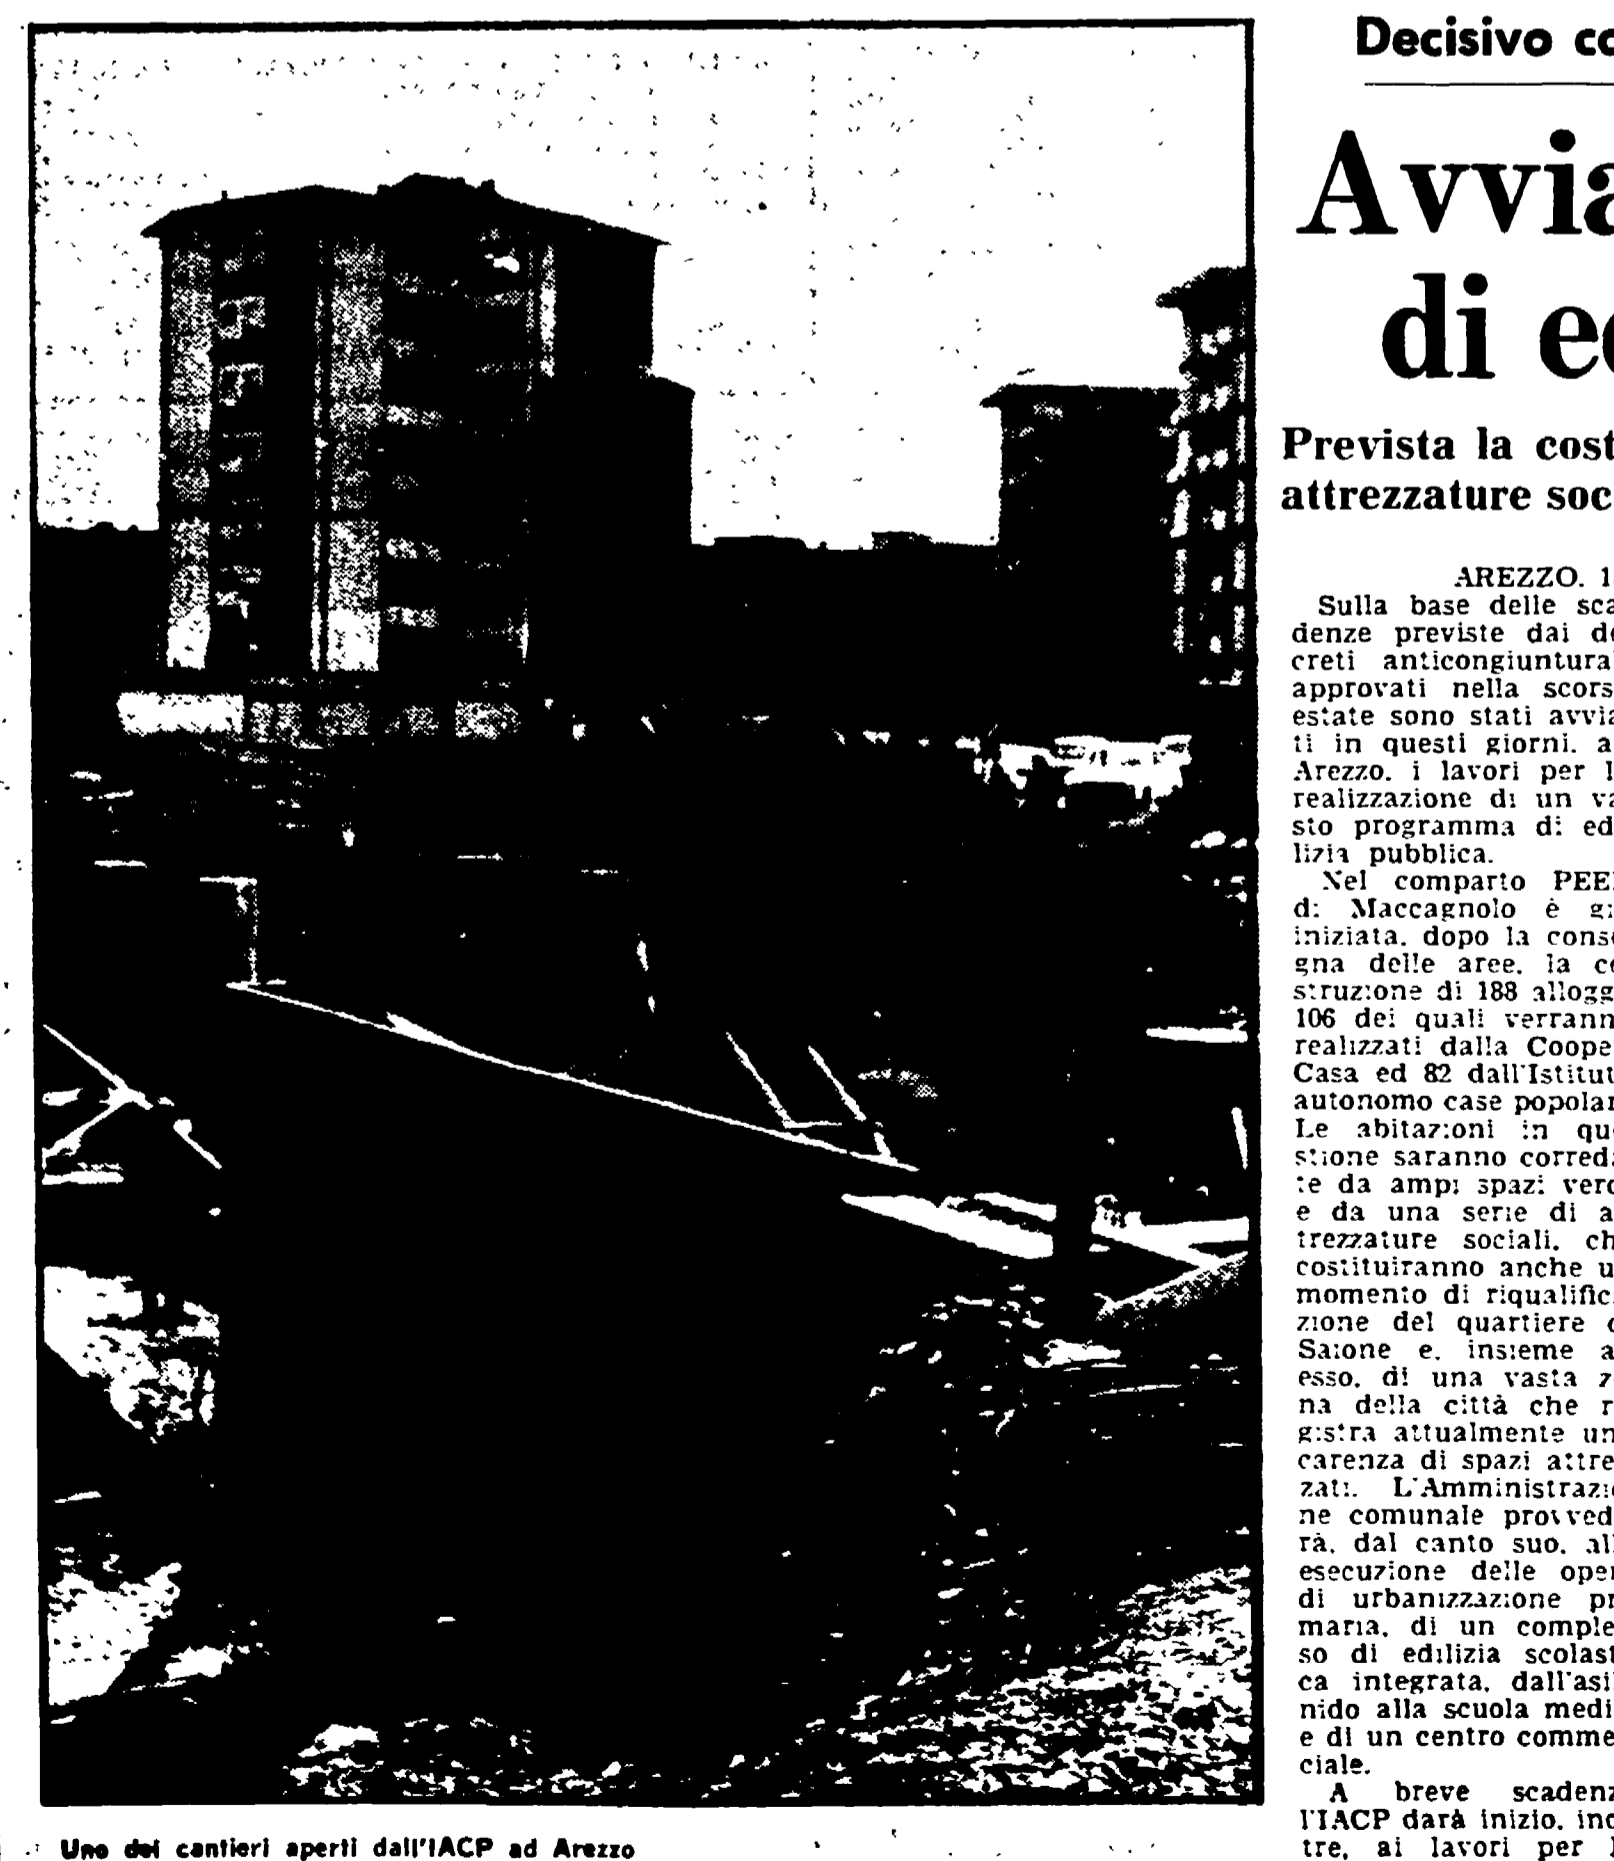 Decisivo co
Avvia
di ed
Prevista la cost
attrezzature soc
AREZZO. 1
Sulla base delle sca
denze previste dai de
creti anticongiuntural
approvati nella scors
estate sono stati avvia
ti in questi giorni. a
Arezzo. i lavori per l
realizzazione di un va
sto programma di ed
lizia pubblica.
Nel comparto PEE
di Maccagnolo è gi
iniziata. dopo la conse
gna delle aree. la co
struzione di 188 allogg
106 dei quali verrann
realizzati dalla Cooper
Casa ed 82 dall'Istitut
autonomo case popolar
Le abitazioni in que
stione saranno correda
te da ampi spazi verd
e da una serie di a
trezzature sociali. ch
costituiranno anche u
momento di riqualifica
zione del quartiere d
Saione e. insieme a
esso. di una vasta z
na della città che r
gistra attualmente un
carenza di spazi attre
zati. L'Amministrazio
ne comunale provved
rà. dal canto suo. all
esecuzione delle oper
di urbanizzazione pr
maria. di un comple
so di edilizia scolast
ca integrata. dall'asi
nido alla scuola medi
e di un centro comme
ciale.
A breve scadenz
l'IACP darà inizio. ino
tre, ai lavori per l
Uno dei cantieri aperti dall'IACP ad Arezzo